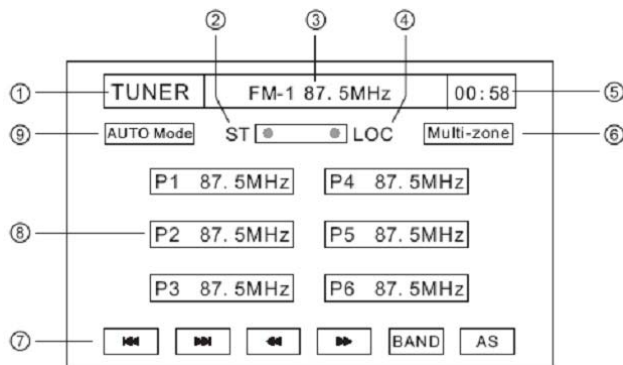 ② ③ ④
① TUNER FM-1 87.5MHz 00:58 ⑤
⑨ AUTO Mode ST LOC Multi-zone ⑥
P1 87.5MHz P4 87.5MHz
⑧ P2 87.5MHz P5 87.5MHz
P3 87.5MHz P6 87.5MHz
⑦ BAND AS